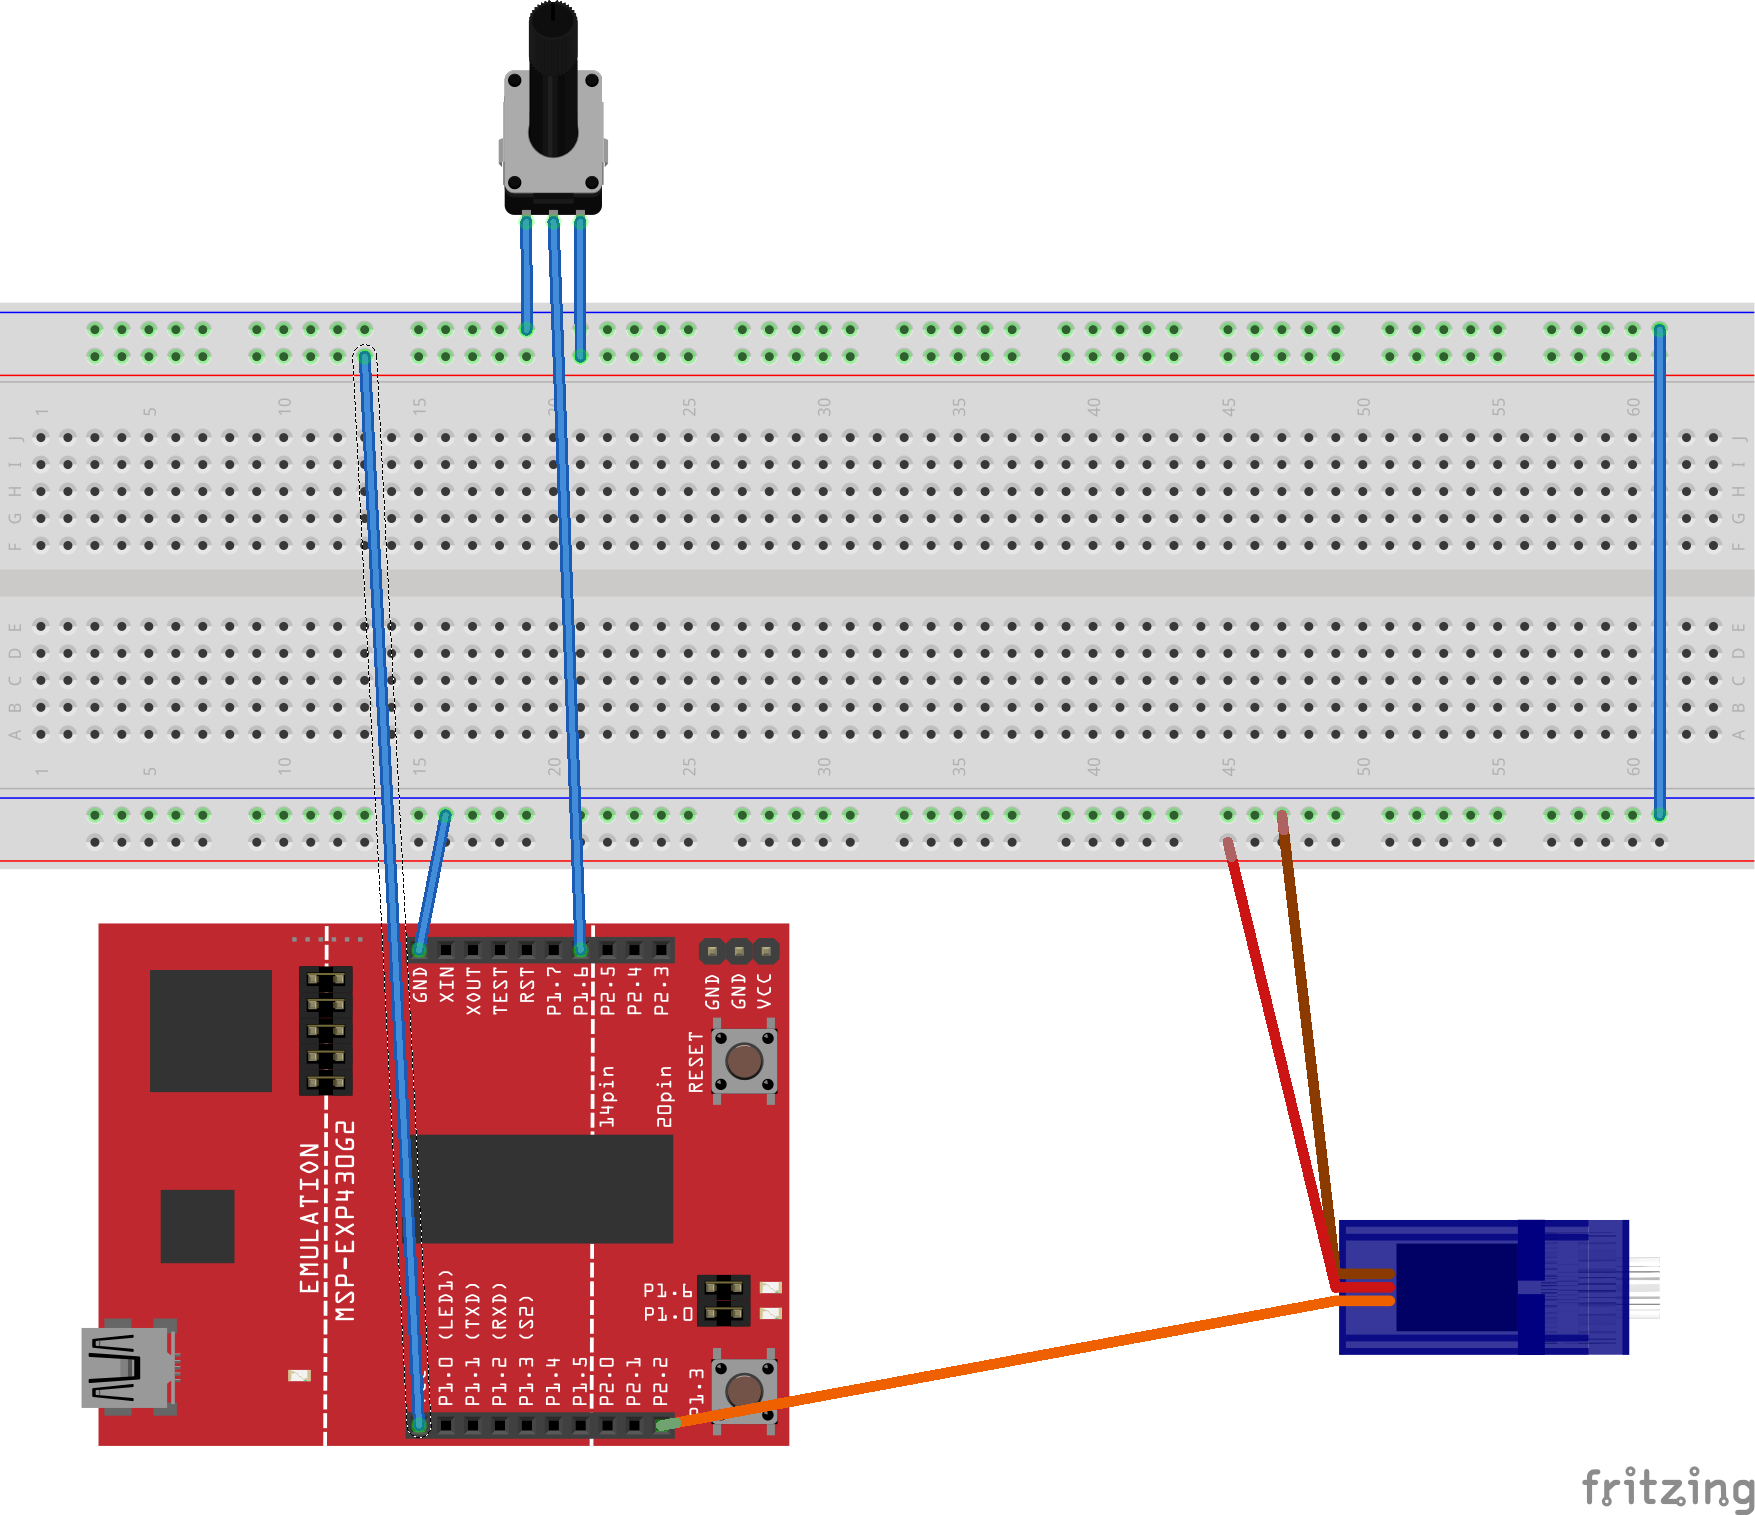 1 5 10 15 20 25 30 35 40 45 50 55 60
J J
I I
H H
G G
F F
E E
D D
C C
B B
A A
1 5 10 15 20 25 30 35 40 45 50 55 60
GND XIN XOUT TEST RST P1.7 P1.6 P2.5 P2.4 P2.3
GND GND VCC
RESET
14pin 20pin
EMULATION
MSP-EXP430G2
P1.6
P1.0
P1.0 (LED1)
P1.1 (TXD)
P1.2 (RXD)
P1.3 (S2)
P1.4
P1.5
P2.0
P2.1
P2.2
P1.3
fritzing